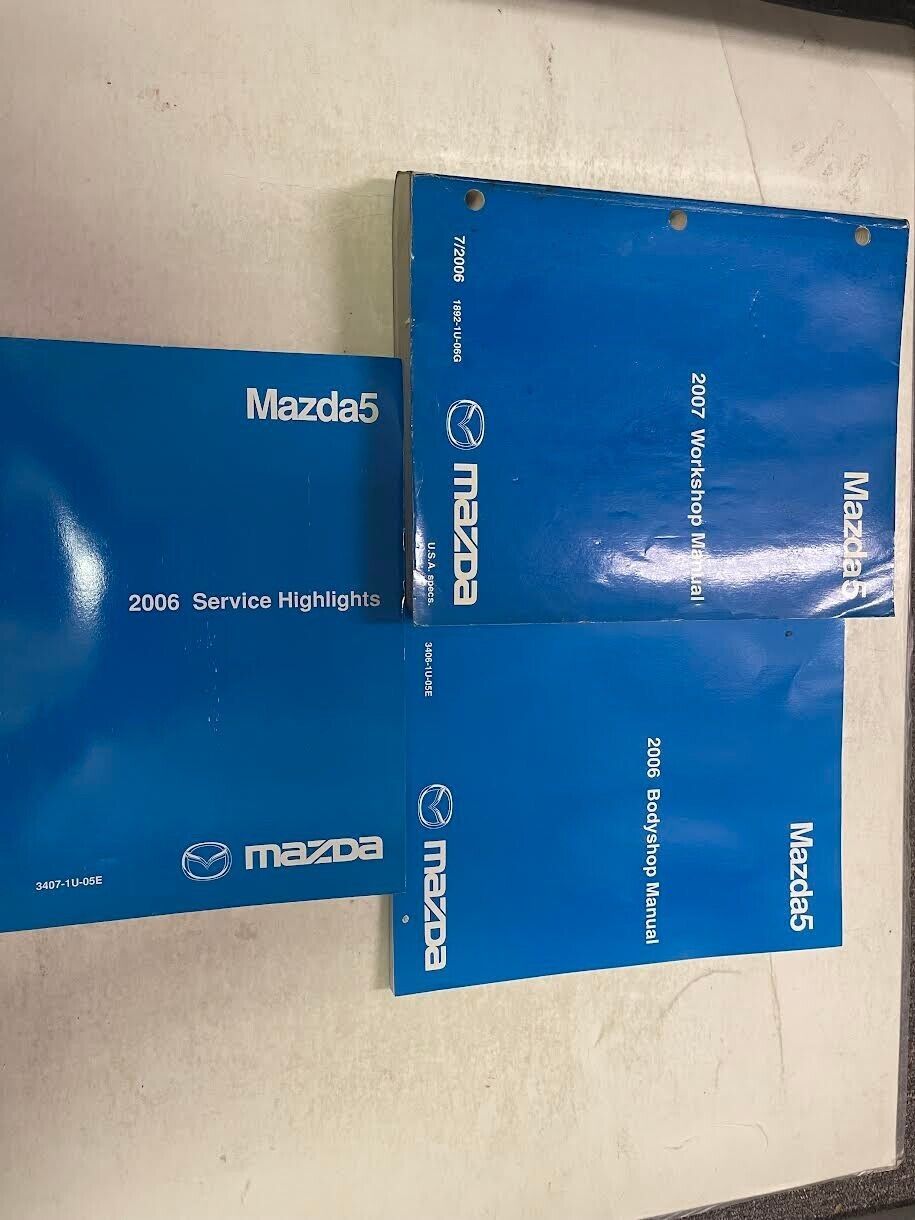 Mazda5
2006 Service Highlights
mazda
3407-1U-05E
Mazda5
2007 Workshop Manual
mazda
U.S.A. specs.
7/2006 1892-1U-06G
Mazda5
2006 Bodyshop Manual
mazda
3406-1U-05E